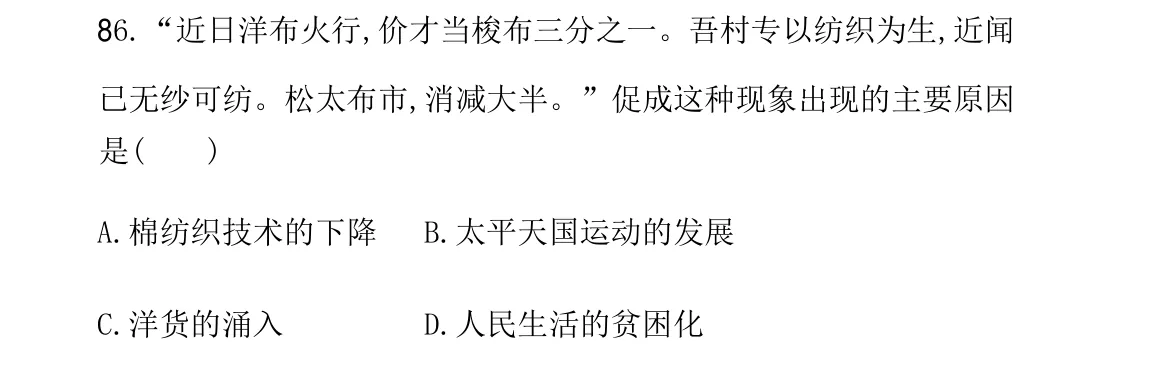 86.“近日洋布火行,价才当梭布三分之一。吾村专以纺织为生,近闻
已无纱可纺。松太布市,消减大半。”促成这种现象出现的主要原因
是(　　)
A.棉纺织技术的下降　B.太平天国运动的发展
C.洋货的涌入　D.人民生活的贫困化